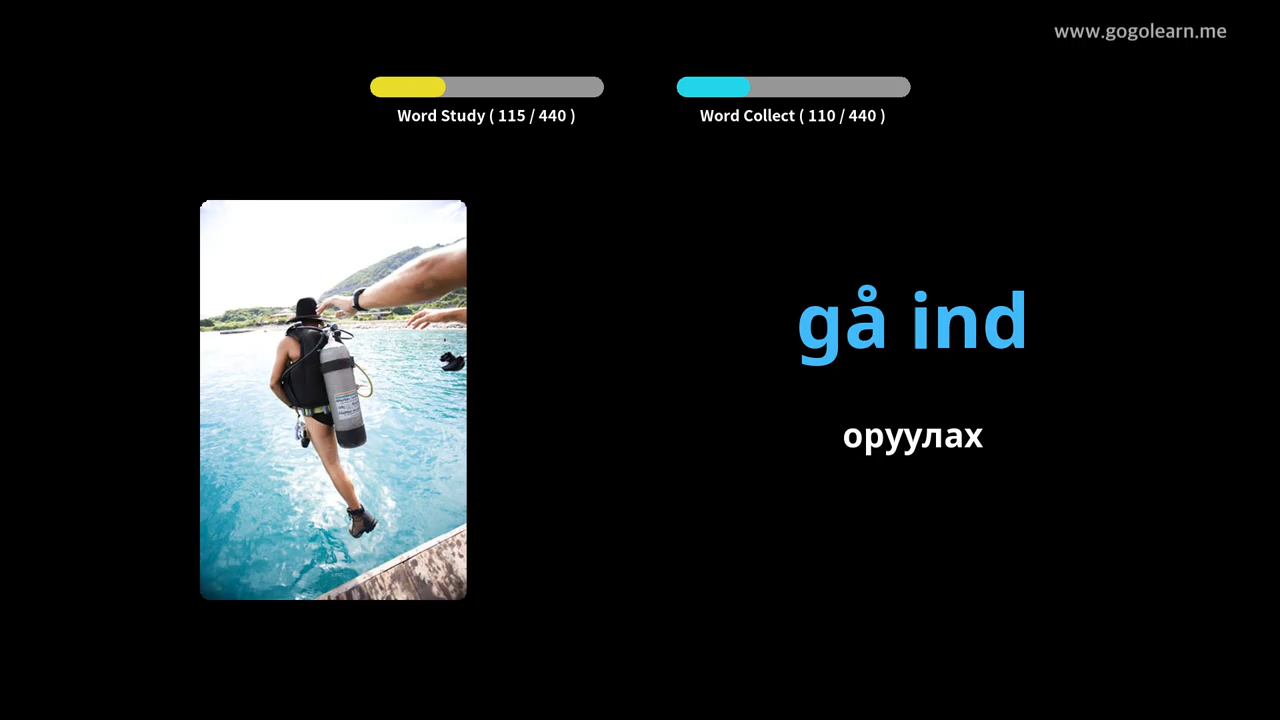 www.gogolearn.me
Word Study ( 115 / 440 )
Word Collect ( 110 / 440 )
gå ind
оруулах